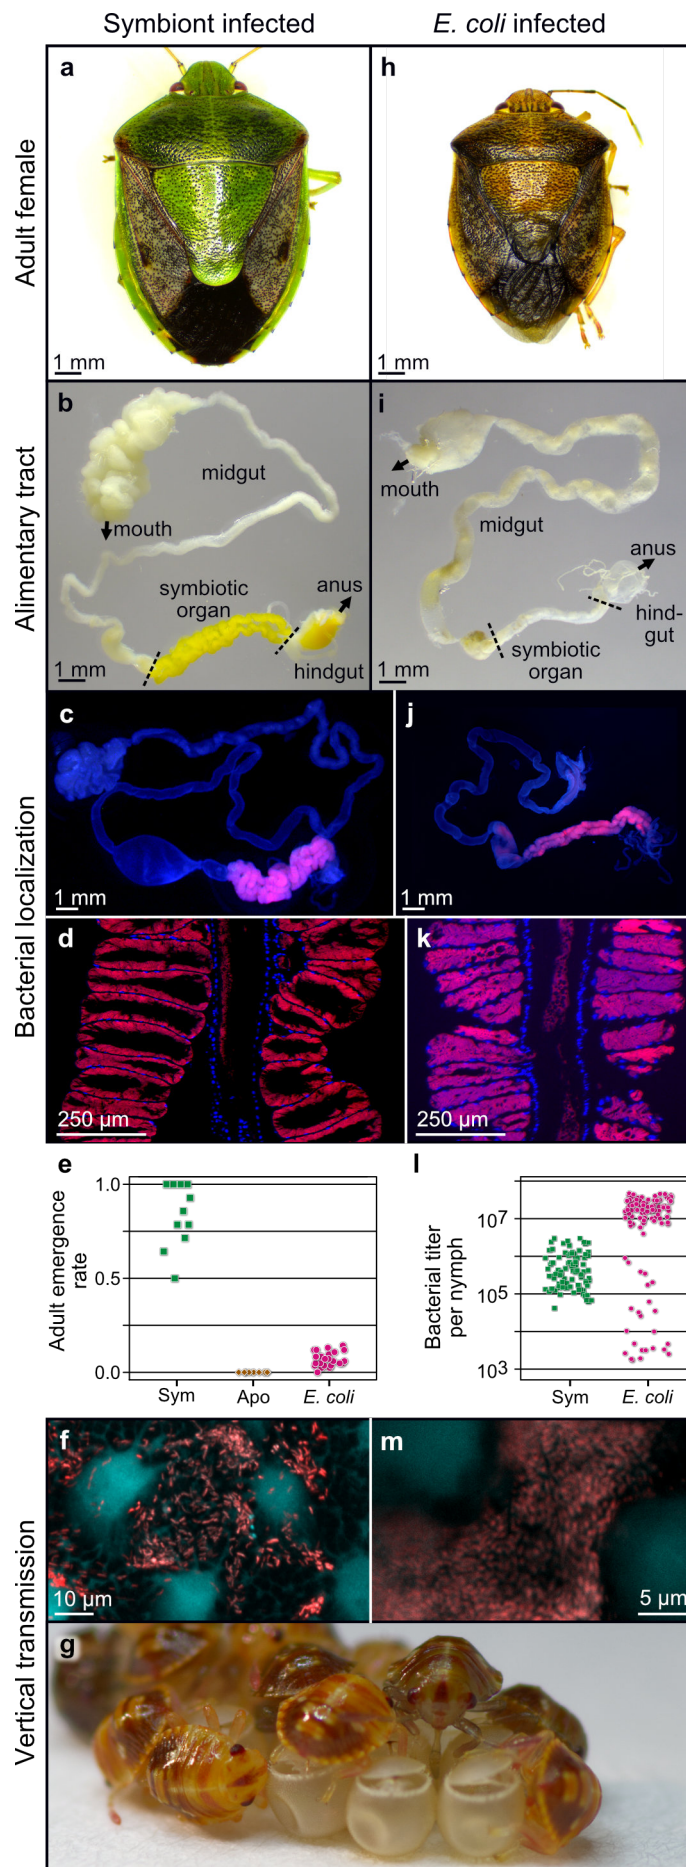 Symbiont infected
E. coli infected
Adult female
a
1 mm
h
1 mm
Alimentary tract
b
midgut
mouth
symbiotic
organ
anus
hindgut
1 mm
i
mouth
midgut
anus
hind-
gut
symbiotic
organ
1 mm
Bacterial localization
c
1 mm
j
1 mm
d
250 µm
k
250 µm
e
Adult emergence
rate
1.0
0.5
0.0
Sym
Apo
E. coli
l
Bacterial titer
per nymph
10⁷
10⁵
10³
Sym
E. coli
Vertical transmission
f
10 µm
m
5 µm
g